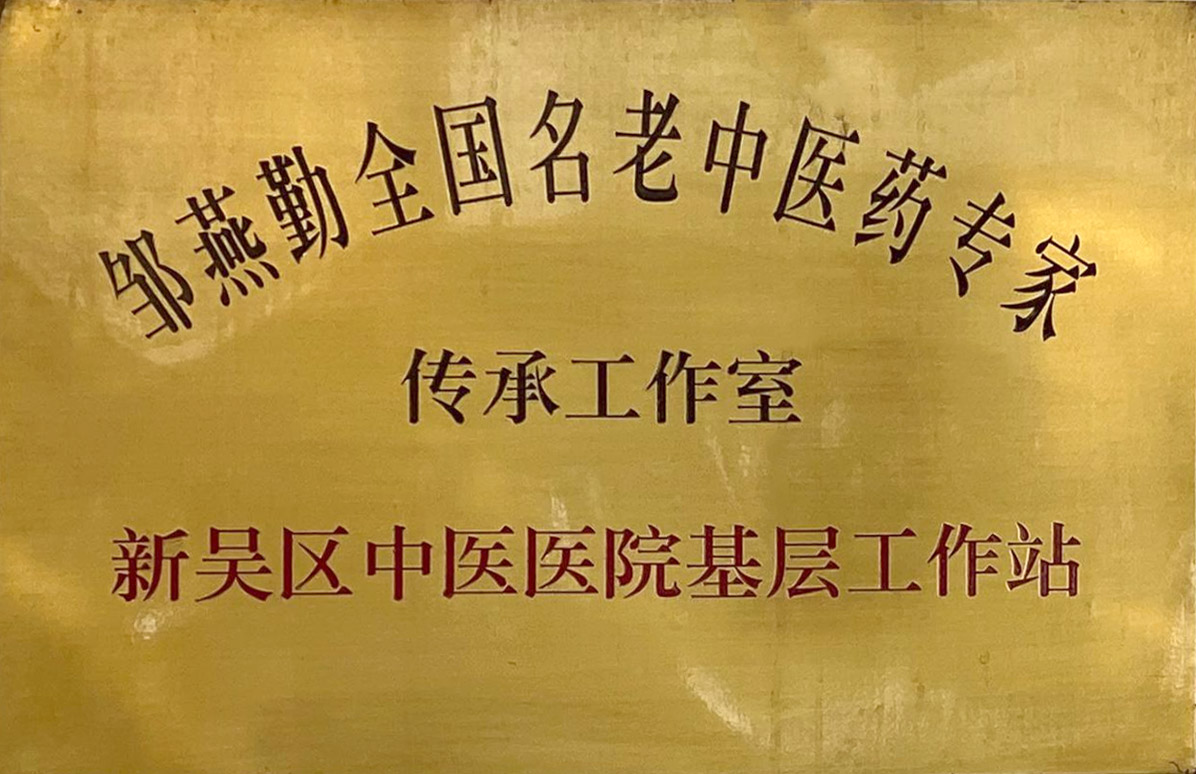 邹燕勤全国名老中医药专家
传承工作室
新吴区中医医院基层工作站